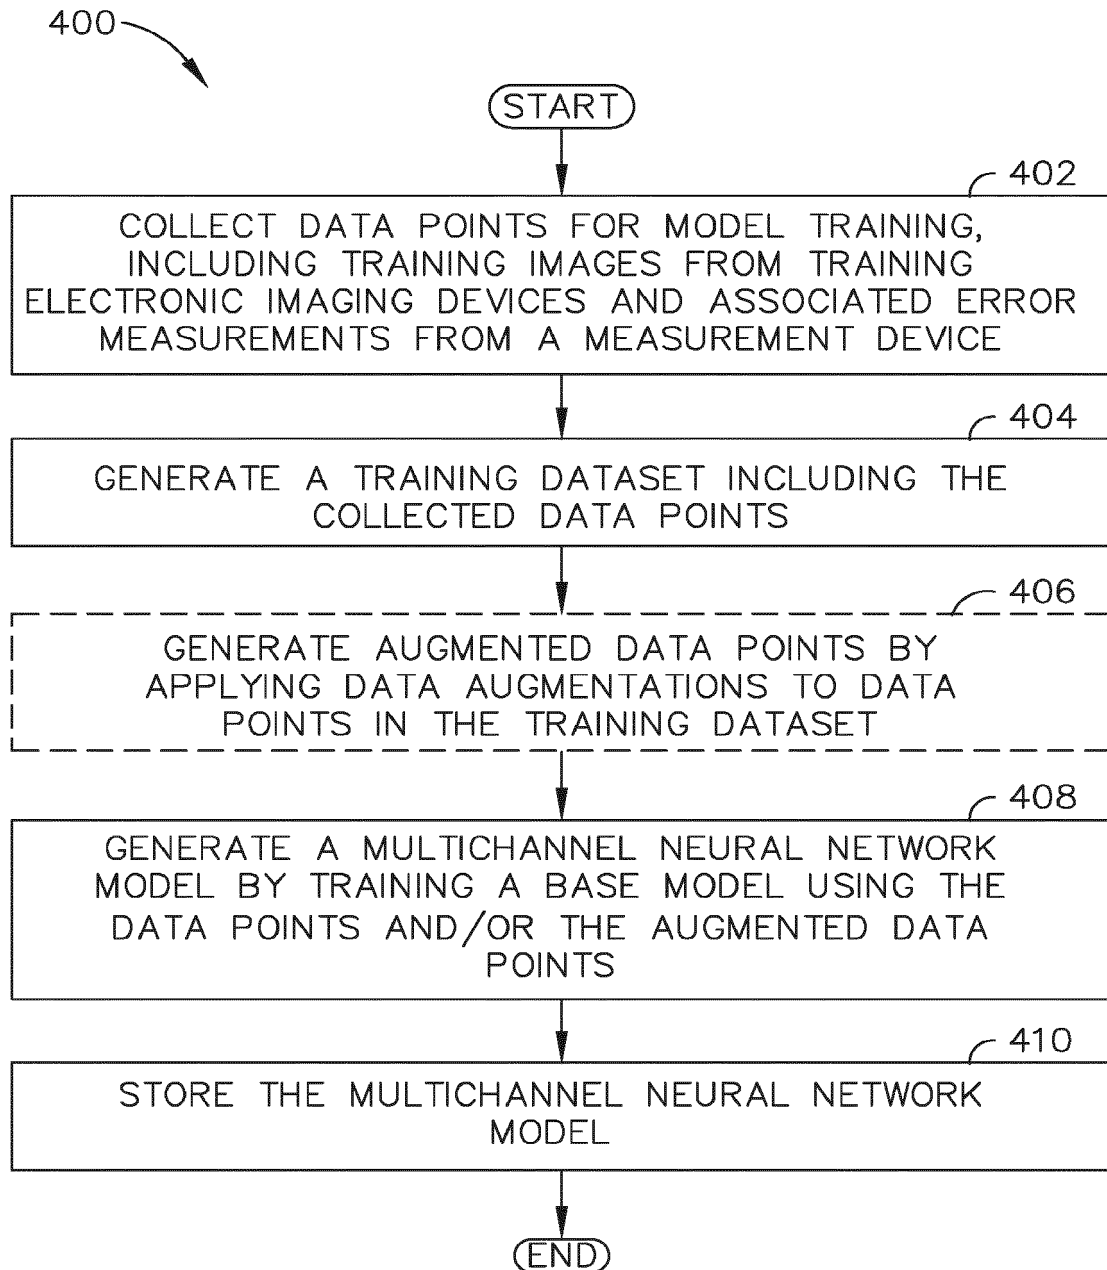 400
START
402
COLLECT DATA POINTS FOR MODEL TRAINING,
INCLUDING TRAINING IMAGES FROM TRAINING
ELECTRONIC IMAGING DEVICES AND ASSOCIATED ERROR
MEASUREMENTS FROM A MEASUREMENT DEVICE
404
GENERATE A TRAINING DATASET INCLUDING THE
COLLECTED DATA POINTS
406
GENERATE AUGMENTED DATA POINTS BY
APPLYING DATA AUGMENTATIONS TO DATA
POINTS IN THE TRAINING DATASET
408
GENERATE A MULTICHANNEL NEURAL NETWORK
MODEL BY TRAINING A BASE MODEL USING THE
DATA POINTS AND/OR THE AUGMENTED DATA
POINTS
410
STORE THE MULTICHANNEL NEURAL NETWORK
MODEL
END